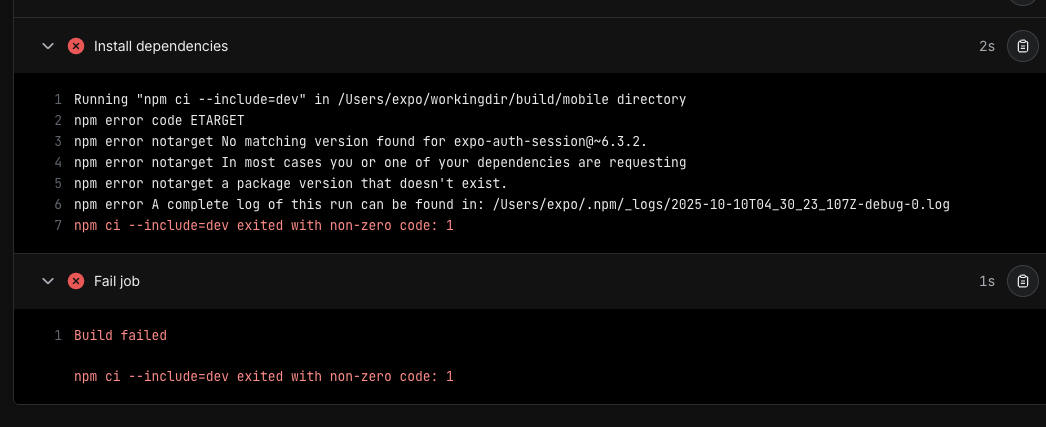 Install dependencies 2s
1 Running "npm ci --include=dev" in /Users/expo/workingdir/build/mobile directory
2 npm error code ETARGET
3 npm error notarget No matching version found for expo-auth-session@~6.3.2.
4 npm error notarget In most cases you or one of your dependencies are requesting
5 npm error notarget a package version that doesn't exist.
6 npm error A complete log of this run can be found in: /Users/expo/.npm/_logs/2025-10-10T04_30_23_107Z-debug-0.log
7 npm ci --include=dev exited with non-zero code: 1
Fail job 1s
1 Build failed
npm ci --include=dev exited with non-zero code: 1